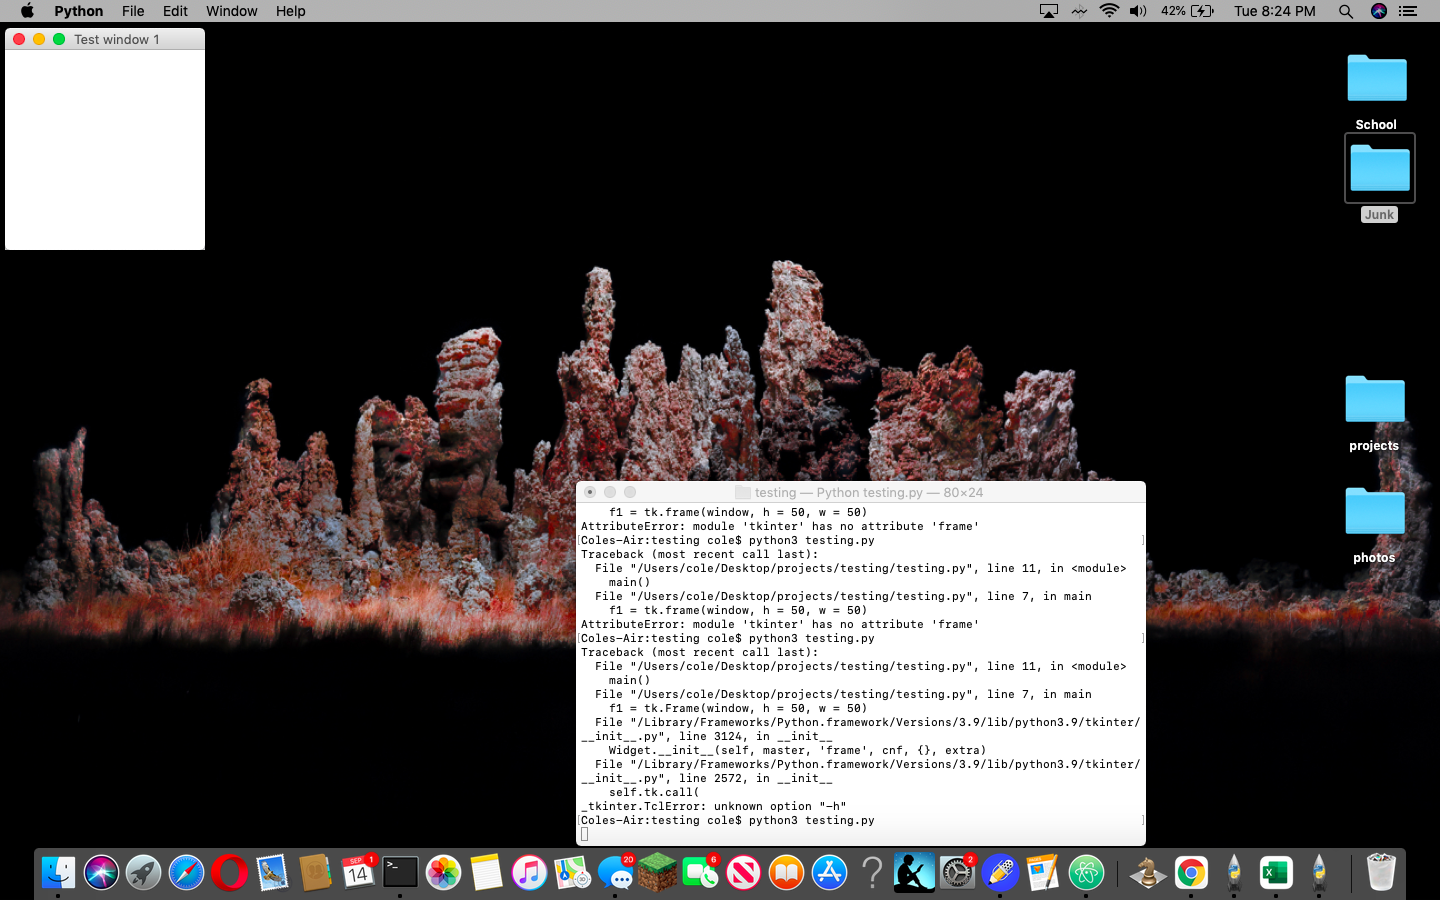 Python File Edit Window Help 42% Tue 8:24 PM
Test window 1
School
Junk
projects
photos
testing — Python testing.py — 80×24
f1 = tk.frame(window, h = 50, w = 50)
AttributeError: module 'tkinter' has no attribute 'frame'
[Coles-Air:testing cole$ python3 testing.py ]
Traceback (most recent call last):
File "/Users/cole/Desktop/projects/testing/testing.py", line 11, in <module>
main()
File "/Users/cole/Desktop/projects/testing/testing.py", line 7, in main
f1 = tk.frame(window, h = 50, w = 50)
AttributeError: module 'tkinter' has no attribute 'frame'
[Coles-Air:testing cole$ python3 testing.py ]
Traceback (most recent call last):
File "/Users/cole/Desktop/projects/testing/testing.py", line 11, in <module>
main()
File "/Users/cole/Desktop/projects/testing/testing.py", line 7, in main
f1 = tk.Frame(window, h = 50, w = 50)
File "/Library/Frameworks/Python.framework/Versions/3.9/lib/python3.9/tkinter/
__init__.py", line 3124, in __init__
Widget.__init__(self, master, 'frame', cnf, {}, extra)
File "/Library/Frameworks/Python.framework/Versions/3.9/lib/python3.9/tkinter/
__init__.py", line 2572, in __init__
self.tk.call(
_tkinter.TclError: unknown option "-h"
[Coles-Air:testing cole$ python3 testing.py ]
SEP 1
14
>_
20
6
2
X